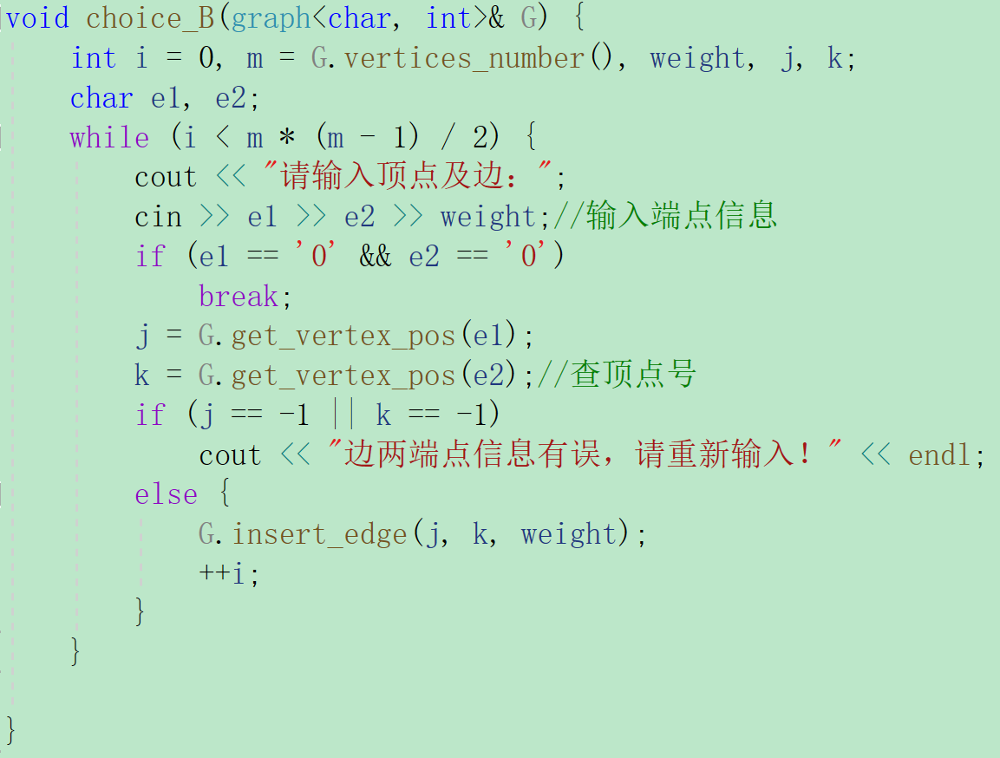 void choice_B(graph<char, int>& G) {
    int i = 0, m = G.vertices_number(), weight, j, k;
    char e1, e2;
    while (i < m * (m - 1) / 2) {
        cout << "请输入顶点及边：";
        cin >> e1 >> e2 >> weight;//输入端点信息
        if (e1 == '0' && e2 == '0')
            break;
        j = G.get_vertex_pos(e1);
        k = G.get_vertex_pos(e2);//查顶点号
        if (j == -1 || k == -1)
            cout << "边两端点信息有误，请重新输入！" << endl;
        else {
            G.insert_edge(j, k, weight);
            ++i;
        }
    }
}